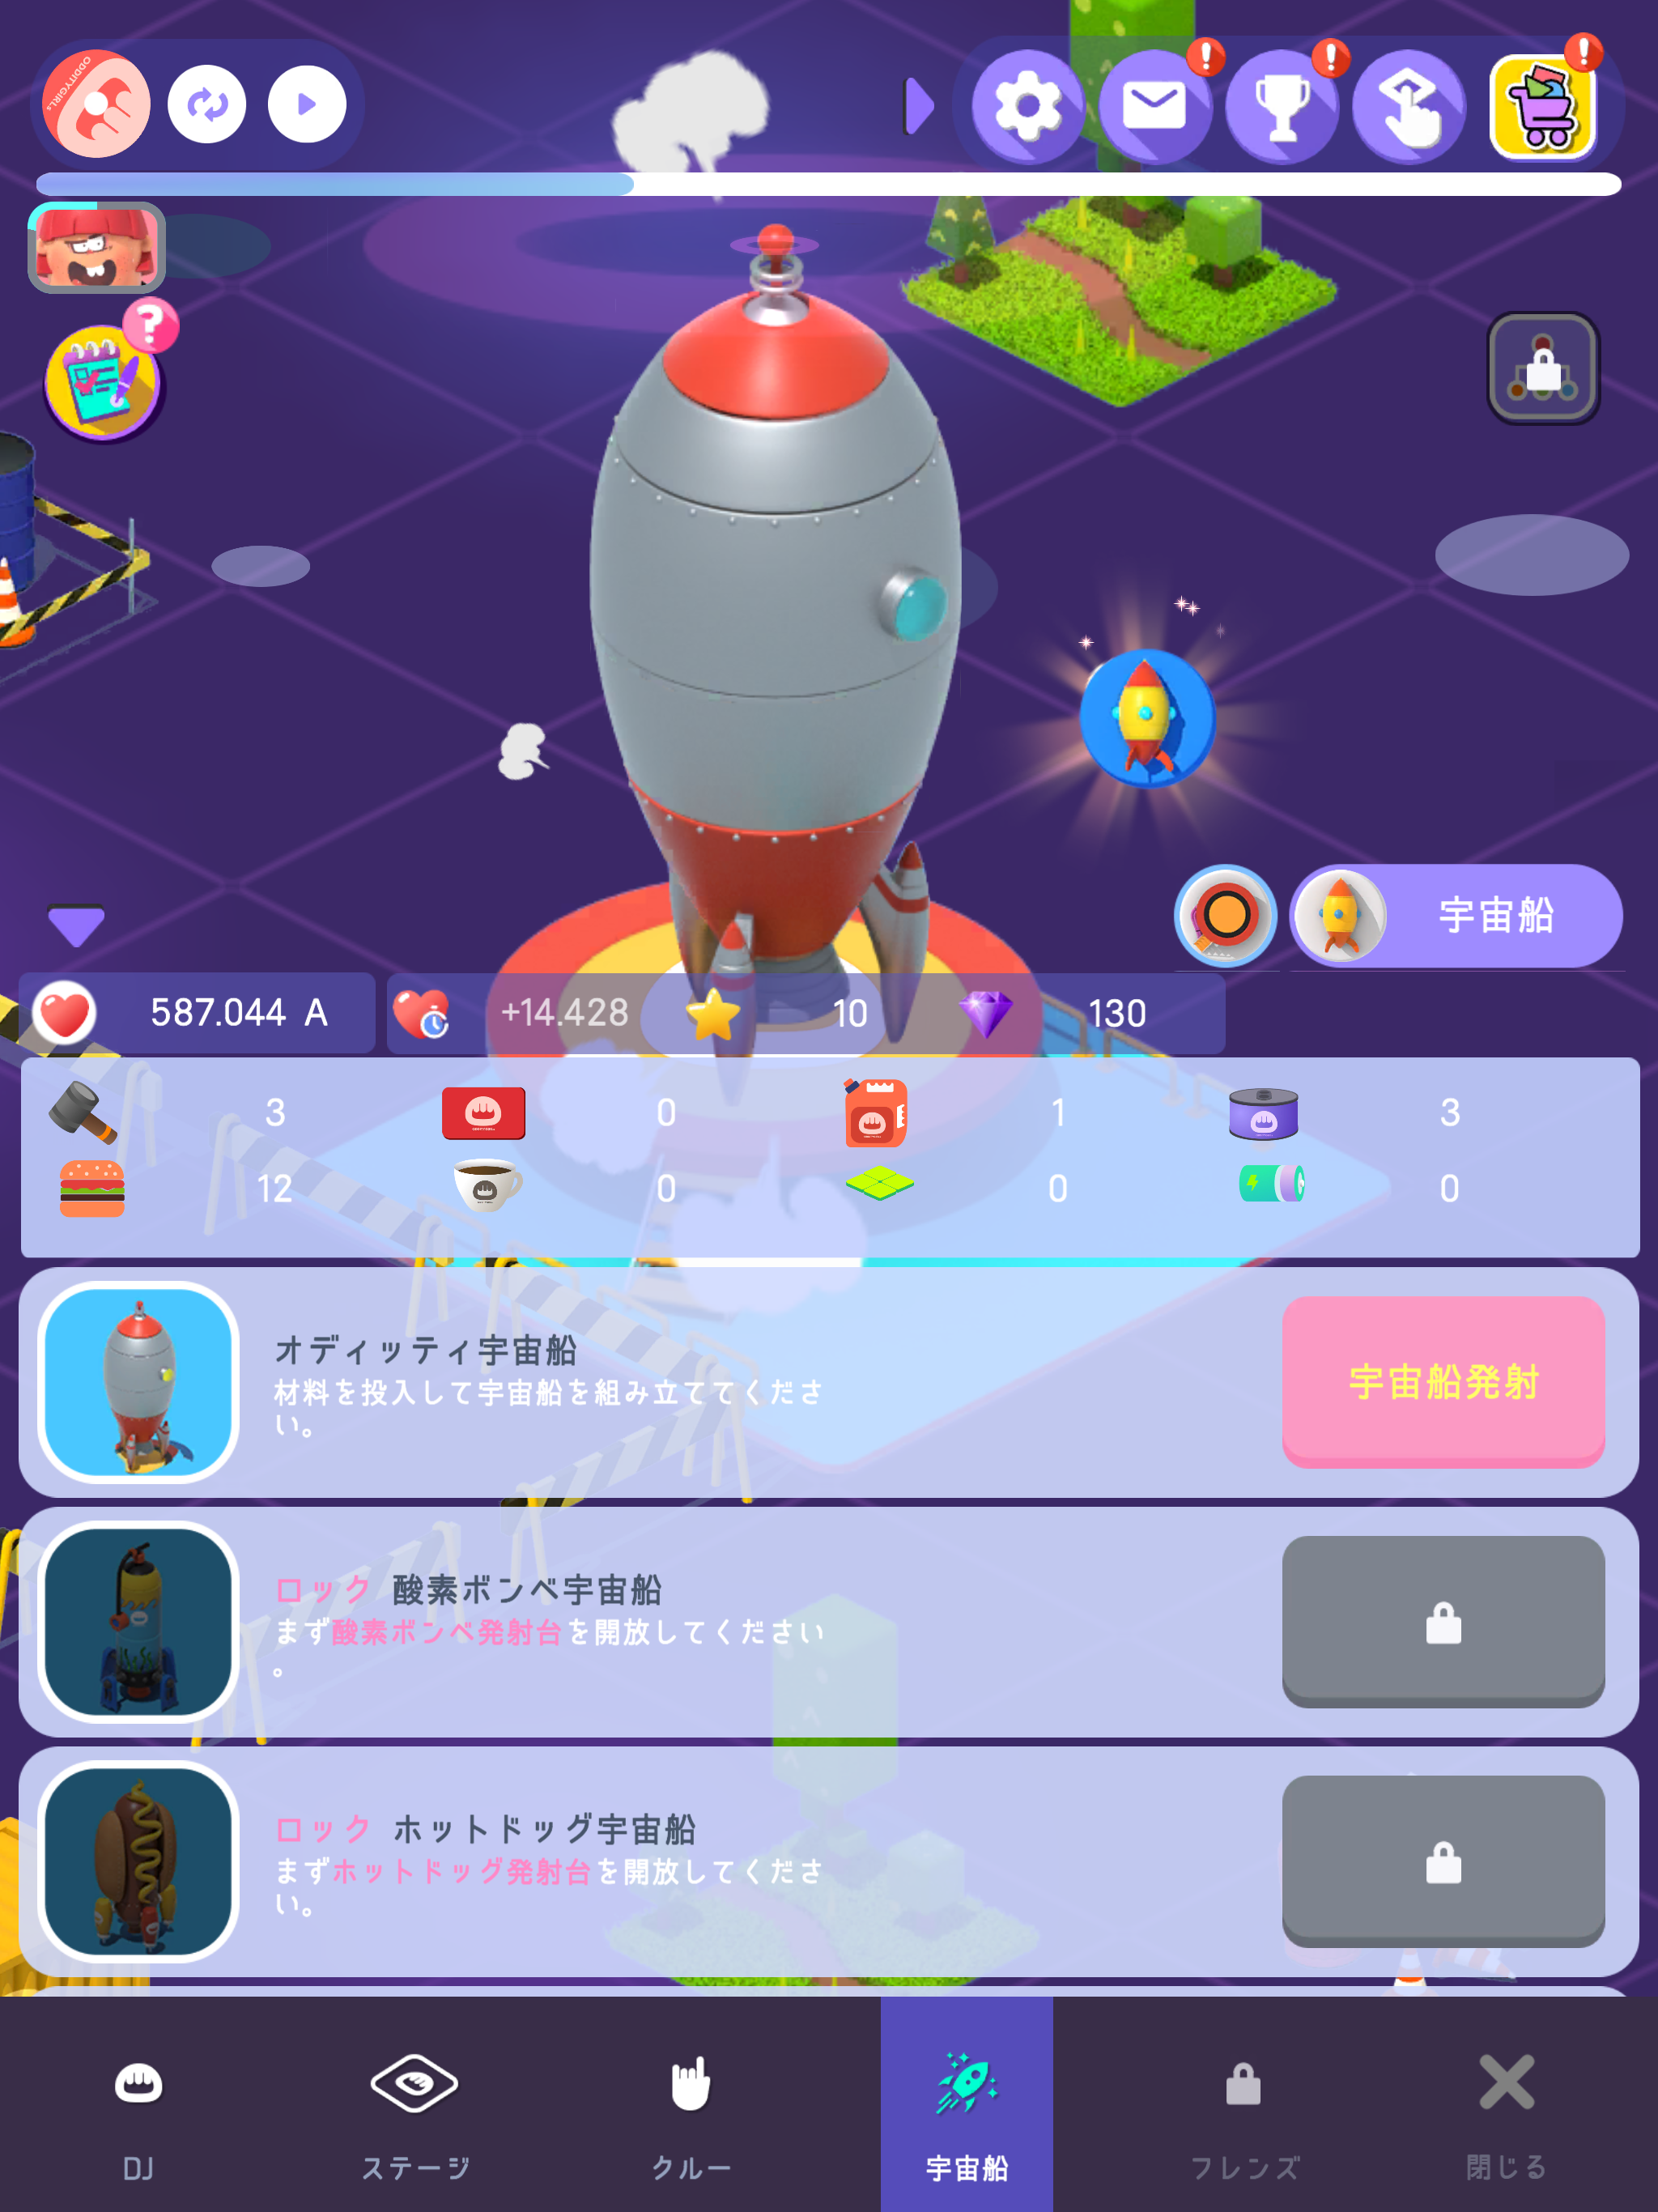 ODDITYGIRLs
宇宙船
587.044 A
+14.428
10
130
3
0
1
3
12
0
0
0
オディッティ宇宙船
材料を投入して宇宙船を組み立ててくださ
い。
宇宙船発射
ロック 酸素ボンベ宇宙船
まず酸素ボンベ発射台を開放してください
。
ロック ホットドッグ宇宙船
まずホットドッグ発射台を開放してくださ
い。
DJ
ステージ
クルー
宇宙船
フレンズ
閉じる